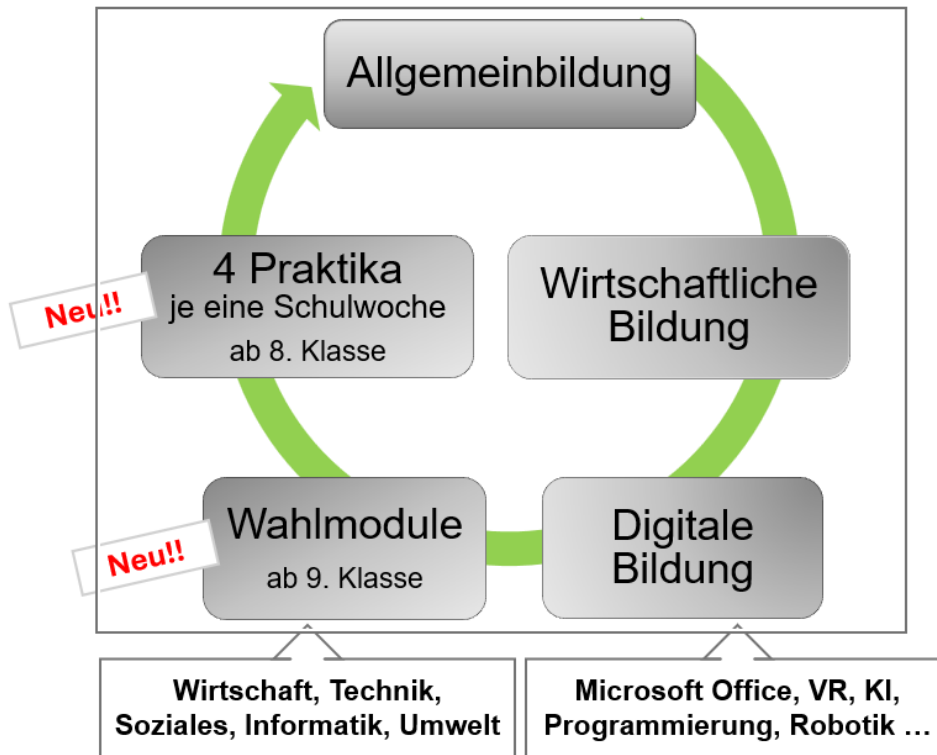 Allgemeinbildung
4 Praktika
je eine Schulwoche
ab 8. Klasse
Neu!!
Wirtschaftliche
Bildung
Wahlmodule
ab 9. Klasse
Neu!!
Digitale
Bildung
Wirtschaft, Technik,
Soziales, Informatik, Umwelt
Microsoft Office, VR, KI,
Programmierung, Robotik ...